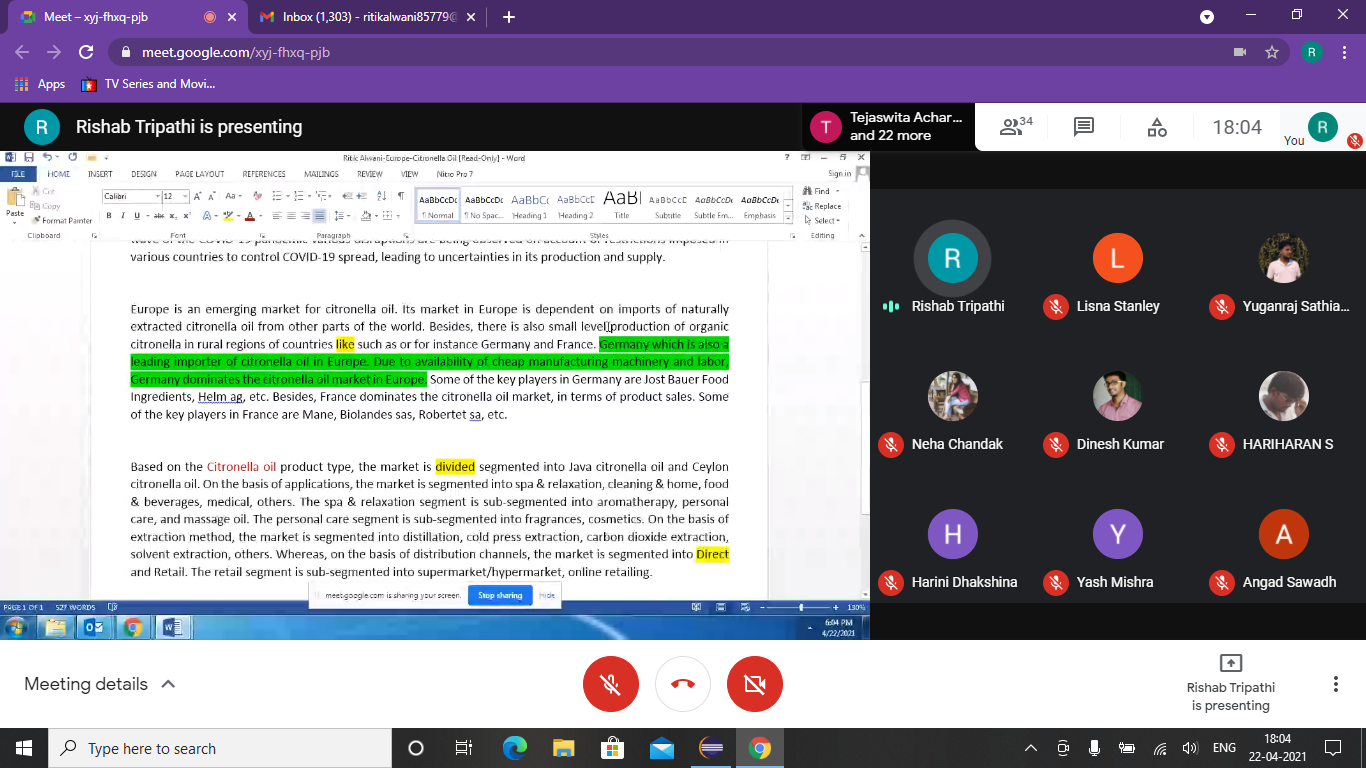 Meet – xyj-fhxq-pjb
Inbox (1,303) - ritikalwani85779@
meet.google.com/xyj-fhxq-pjb
R
Apps
TV Series and Movi...
R
Rishab Tripathi is presenting
T
Tejaswita Achar...
and 22 more
34
18:04
You
R
Ritic Alwani-Europe-Citronella Oil [Read-Only] - Word
FILE HOME INSERT DESIGN PAGE LAYOUT REFERENCES MAILINGS REVIEW VIEW Nitro Pro 7 Sign in
Paste
Cut
Copy
Format Painter
Calibri 12
AaBbCcDc AaBbCcDc AaBbC AaBbCcC AaB AaBbCcC AaBbCcDc AaBbCcDc
¶ Normal ¶ No Spac... Heading 1 Heading 2 Title Subtitle Subtle Em... Emphasis
Find
Replace
Select
Clipboard Font Paragraph Styles Editing
wave of the COVID-19 pandemic various disruptions are being observed on account of restrictions imposed in
various countries to control COVID-19 spread, leading to uncertainties in its production and supply.
Europe is an emerging market for citronella oil. Its market in Europe is dependent on imports of naturally
extracted citronella oil from other parts of the world. Besides, there is also small level production of organic
citronella in rural regions of countries like such as or for instance Germany and France. Germany which is also a
leading importer of citronella oil in Europe. Due to availability of cheap manufacturing machinery and labor,
Germany dominates the citronella oil market in Europe. Some of the key players in Germany are Jost Bauer Food
Ingredients, Helm ag, etc. Besides, France dominates the citronella oil market, in terms of product sales. Some
of the key players in France are Mane, Biolandes sas, Robertet sa, etc.
Based on the Citronella oil product type, the market is divided segmented into Java citronella oil and Ceylon
citronella oil. On the basis of applications, the market is segmented into spa & relaxation, cleaning & home, food
& beverages, medical, others. The spa & relaxation segment is sub-segmented into aromatherapy, personal
care, and massage oil. The personal care segment is sub-segmented into fragrances, cosmetics. On the basis of
extraction method, the market is segmented into distillation, cold press extraction, carbon dioxide extraction,
solvent extraction, others. Whereas, on the basis of distribution channels, the market is segmented into Direct
and Retail. The retail segment is sub-segmented into supermarket/hypermarket, online retailing.
meet.google.com is sharing your screen. Stop sharing Hide
PAGE 1 OF 1 527 WORDS 130%
6:04 PM
4/22/2021
R
Rishab Tripathi
L
Lisna Stanley
Yuganraj Sathia...
Neha Chandak
Dinesh Kumar
HARIHARAN S
H
Harini Dhakshina
Y
Yash Mishra
A
Angad Sawadh
Meeting details
Rishab Tripathi
is presenting
Type here to search
ENG
18:04
22-04-2021